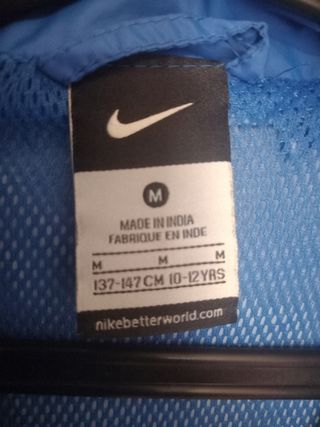 M
MADE IN INDIA
FABRIQUE EN INDE
M M M
137-147CM 10-12YRS
nikebetterworld.com